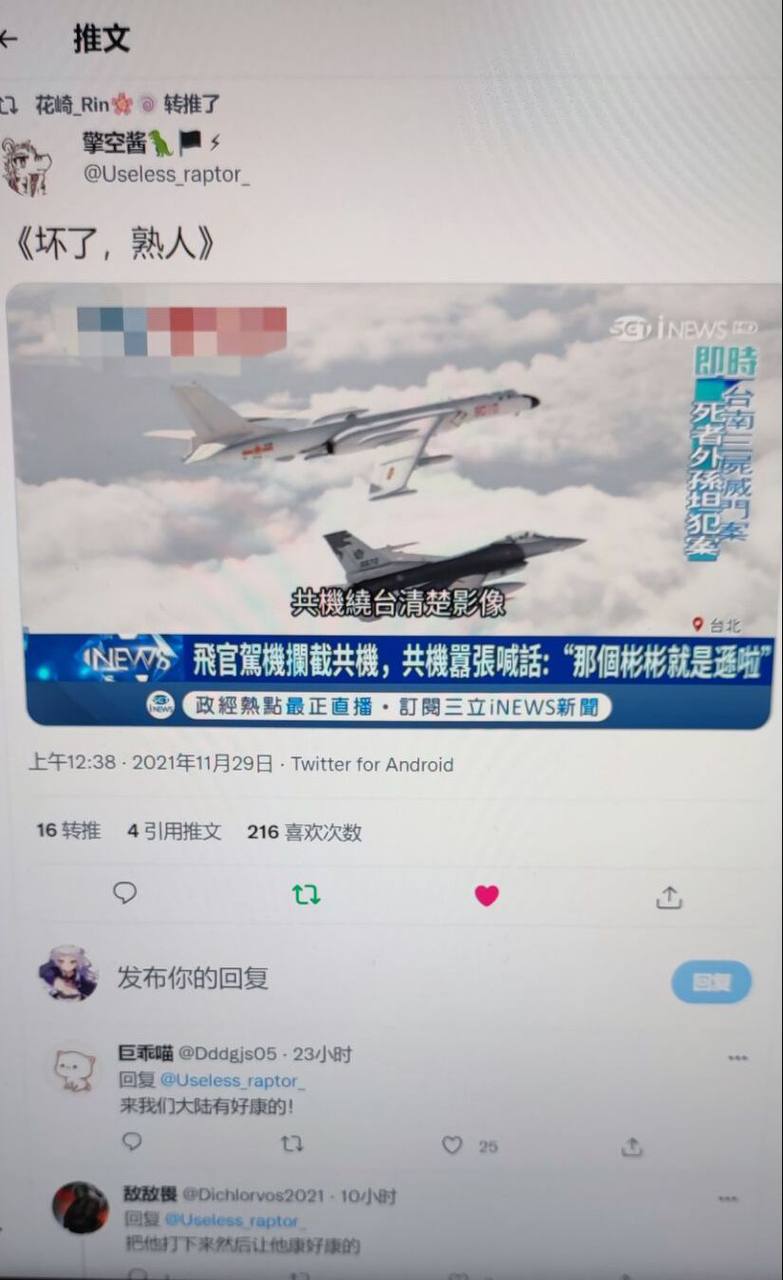 推文
花崎_Rin🌺🍥 转推了
擎空酱🦖🏴⚡
@Useless_raptor_
《坏了，熟人》
SET iNEWS HD
即時
台南三屍滅門案
死者外孫坦犯案
共機繞台清楚影像
台北
iNEWS 飛官駕機攔截共機，共機囂張喊話：“那個彬彬就是遜啦”
SET iNEWS 政經熱點最正直播·訂閱三立iNEWS新聞
上午12:38 · 2021年11月29日 · Twitter for Android
16 转推 4 引用推文 216 喜欢次数
发布你的回复
回复
巨乖喵 @Dddgjs05 · 23小时
回复 @Useless_raptor_
来我们大陆有好康的！
25
敌敌畏 @Dichlorvos2021 · 10小时
回复 @Useless_raptor_
把他打下来然后让他康好康的